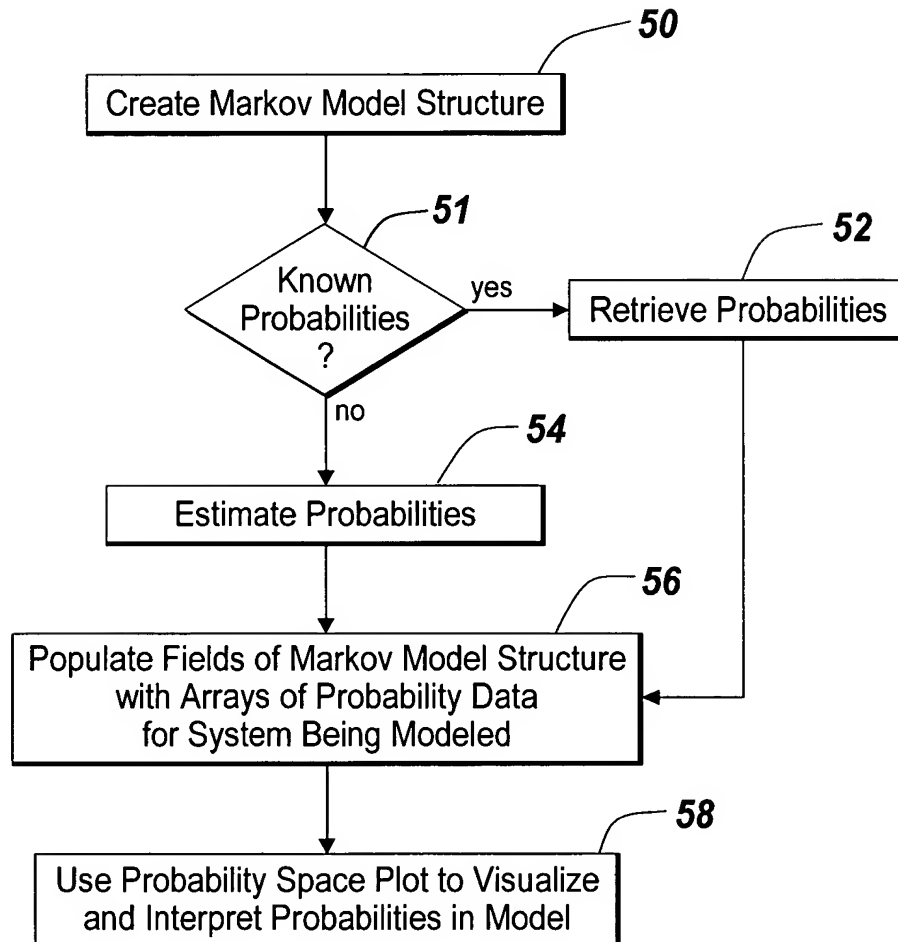 50
Create Markov Model Structure
51
Known
Probabilities
?
yes
no
52
Retrieve Probabilities
54
Estimate Probabilities
56
Populate Fields of Markov Model Structure
with Arrays of Probability Data
for System Being Modeled
58
Use Probability Space Plot to Visualize
and Interpret Probabilities in Model